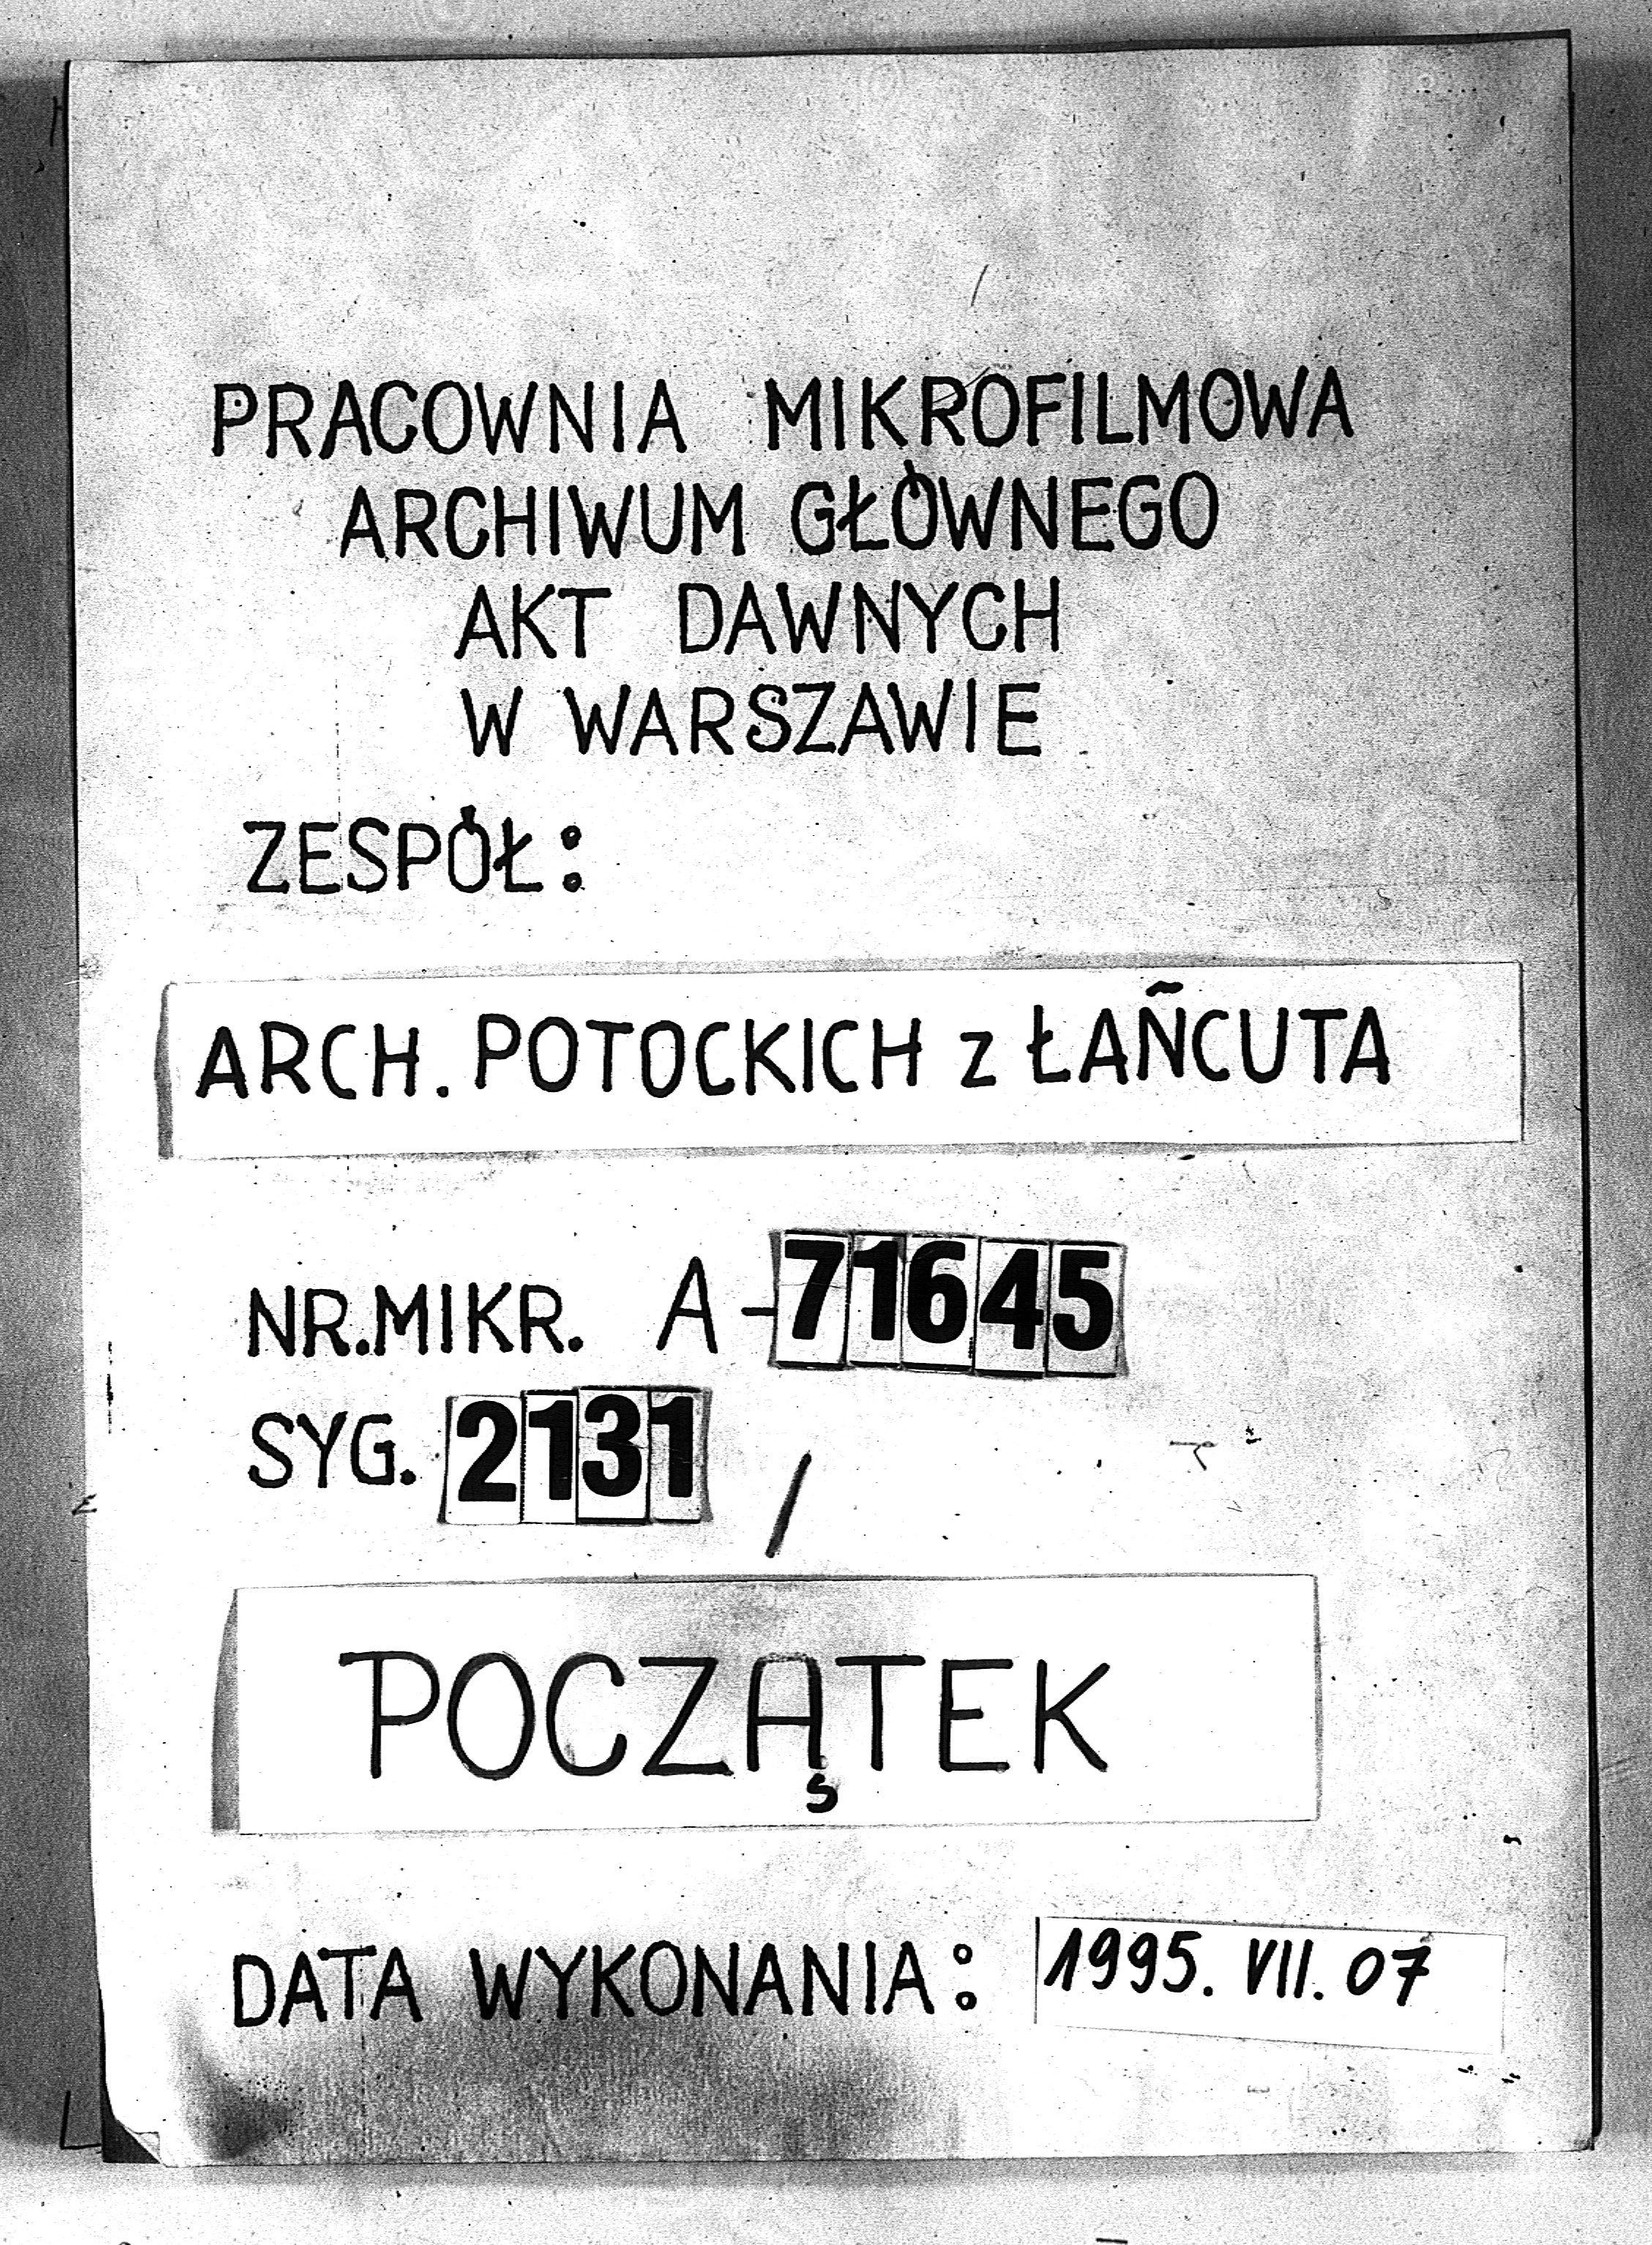 PRACOWNIA MIKROFILMOWA
ARCHIWUM GŁÓWNEGO
AKT DAWNYCH
W WARSZAWIE
ZESPÓŁ:
ARCH. POTOCKICH z ŁAŃCUTA
NR.MIKR. A-71645
SYG. 2131 /
POCZĄTEK
DATA WYKONANIA: 1995. VII. 07